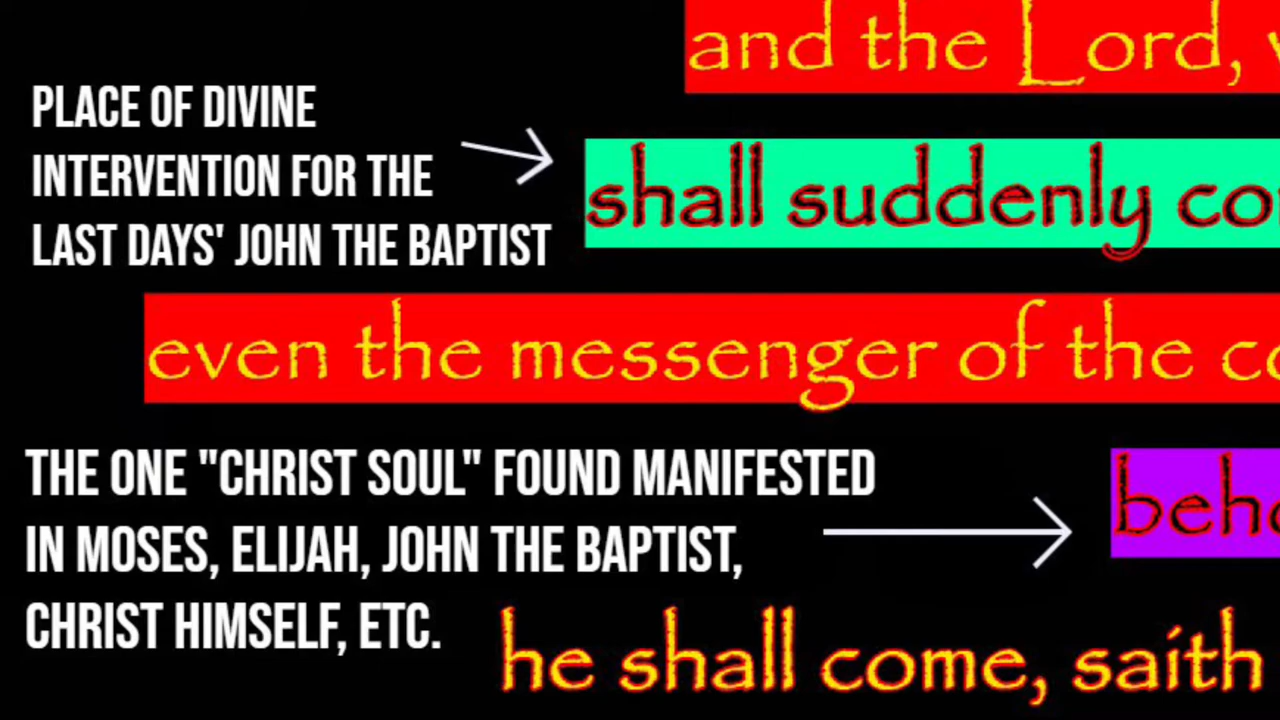 and the Lord,
PLACE OF DIVINE
INTERVENTION FOR THE
LAST DAYS' JOHN THE BAPTIST
shall suddenly co
even the messenger of the co
THE ONE "CHRIST SOUL" FOUND MANIFESTED
IN MOSES, ELIJAH, JOHN THE BAPTIST,
CHRIST HIMSELF, ETC.
beho
he shall come, saith